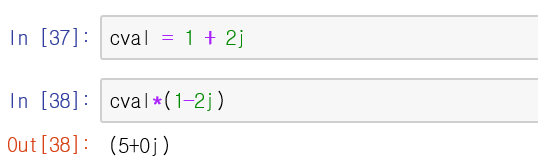 In [37]: cval = 1 + 2j
In [38]: cval*(1-2j)
Out[38]: (5+0j)